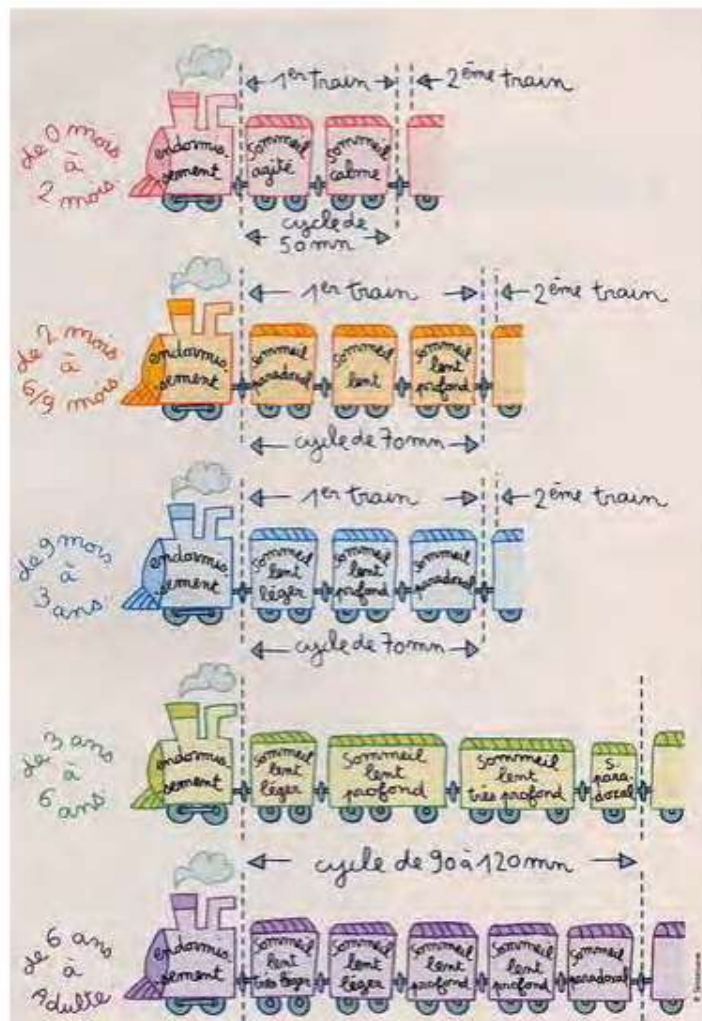 1er train
2ème train
de 0 mois
à
2 mois
endormis.
sement
Sommeil
agité
Sommeil
calme
cycle de
50mn
1er train
2ème train
de 2 mois
à
6/9 mois
endormis.
sement
Sommeil
paradoxal
Sommeil
lent
Sommeil
lent
profond
cycle de 70mn
1er train
2ème train
de 9 mois
à
3 ans
endormis.
sement
Sommeil
lent
léger
Sommeil
lent
profond
Sommeil
paradoxal
cycle de 70mn
de 3 ans
à
6 ans
endormis.
sement
Sommeil
lent
léger
Sommeil
lent
profond
Sommeil
lent
très profond
S.
para-
doxal
cycle de 90 à 120mn
de 6 ans
à
Adulte
endormis.
sement
Sommeil
lent
très léger
Sommeil
lent
léger
Sommeil
lent
profond
Sommeil
lent
profond
Sommeil
paradoxal